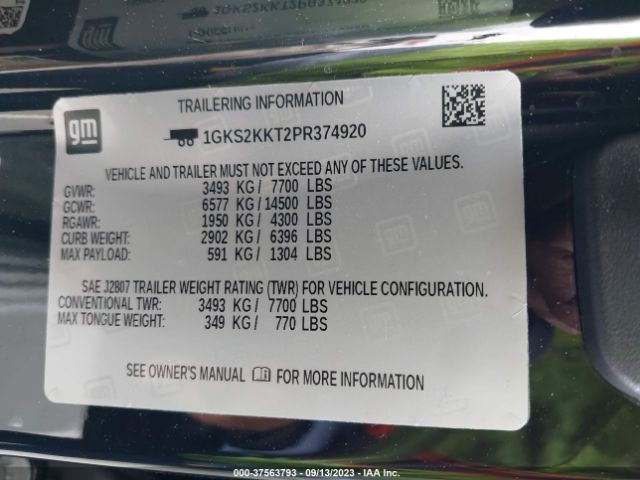 gm
TRAILERING INFORMATION
1GKS2KKT2PR374920
VEHICLE AND TRAILER MUST NOT EXCEED ANY OF THESE VALUES.
GVWR: 3493 KG / 7700 LBS
GCWR: 6577 KG / 14500 LBS
RGAWR: 1950 KG / 4300 LBS
CURB WEIGHT: 2902 KG / 6396 LBS
MAX PAYLOAD: 591 KG / 1304 LBS
SAE J2807 TRAILER WEIGHT RATING (TWR) FOR VEHICLE CONFIGURATION.
CONVENTIONAL TWR: 3493 KG / 7700 LBS
MAX TONGUE WEIGHT: 349 KG / 770 LBS
SEE OWNER'S MANUAL FOR MORE INFORMATION
000-37563793 - 09/13/2023 - IAA Inc.